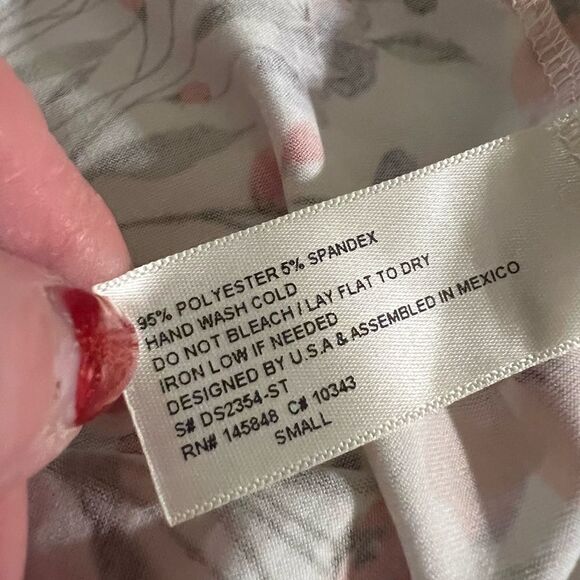 95% POLYESTER 5% SPANDEX
HAND WASH COLD
DO NOT BLEACH / LAY FLAT TO DRY
IRON LOW IF NEEDED
DESIGNED BY U.S.A & ASSEMBLED IN MEXICO
S# DS2354-ST
RN# 145848 C# 10343
SMALL